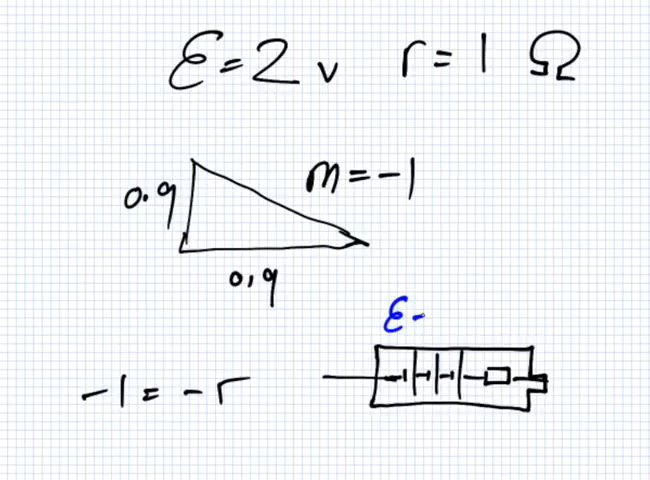 ℰ = 2 v r = 1 Ω
m = -1
0.9
0,9
ε -
-1 = - r